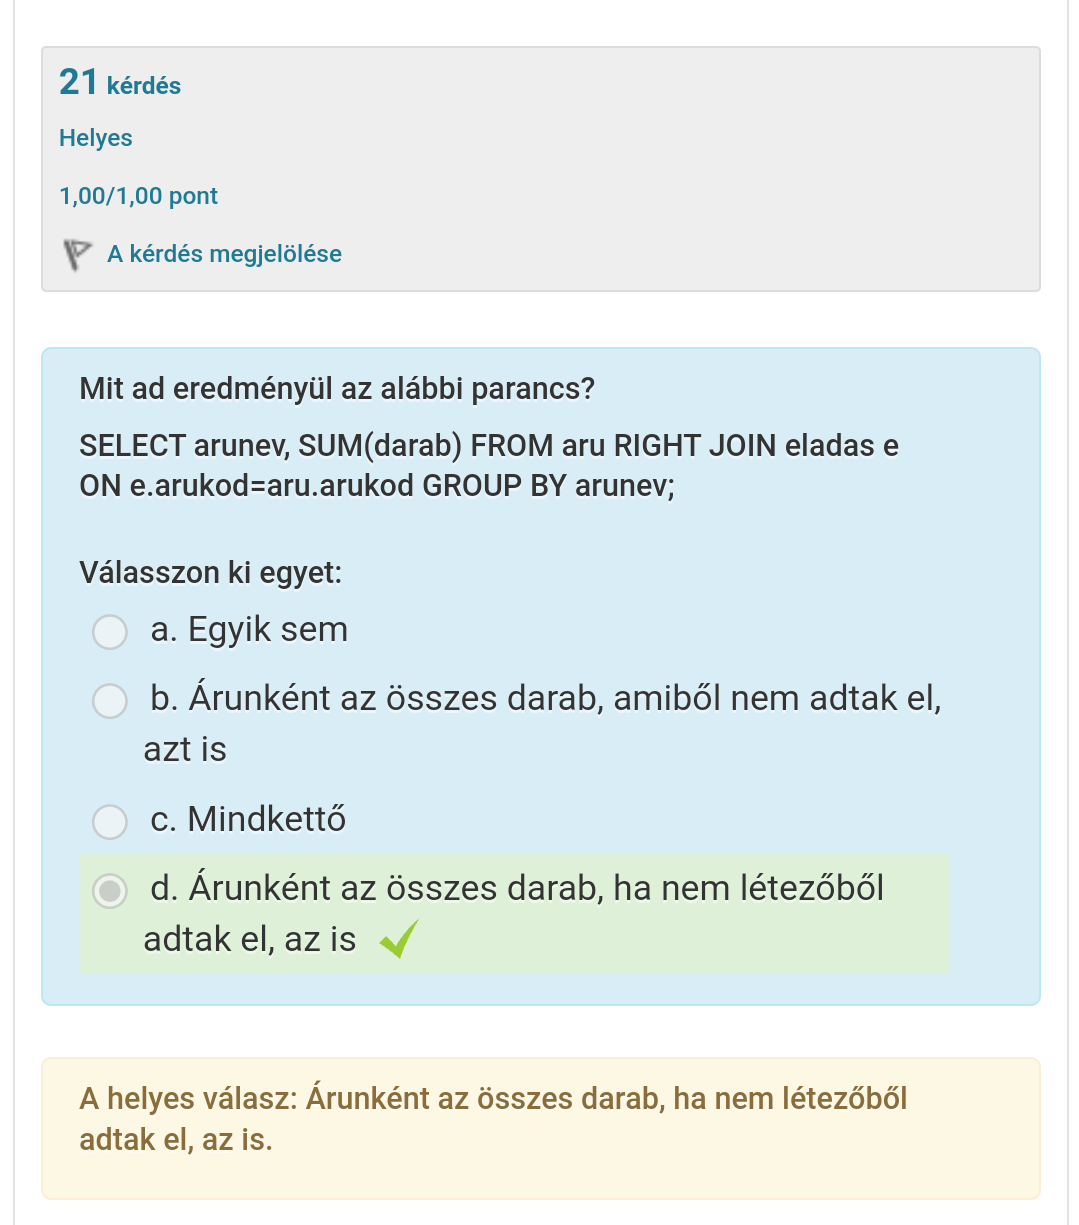 21 kérdés
Helyes
1,00/1,00 pont
A kérdés megjelölése
Mit ad eredményül az alábbi parancs?
SELECT arunev, SUM(darab) FROM aru RIGHT JOIN eladas e
ON e.arukod=aru.arukod GROUP BY arunev;
Válasszon ki egyet:
a. Egyik sem
b. Árunként az összes darab, amiből nem adtak el,
azt is
c. Mindkettő
d. Árunként az összes darab, ha nem létezőből
adtak el, az is
A helyes válasz: Árunként az összes darab, ha nem létezőből
adtak el, az is.